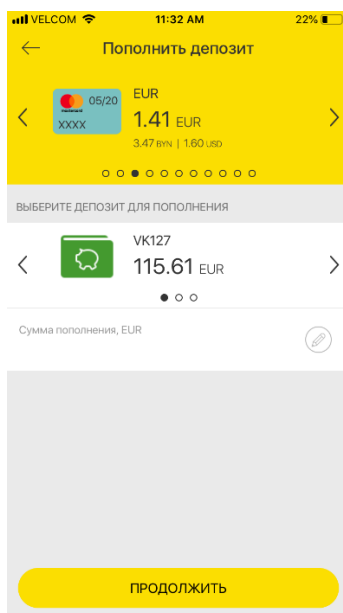 VELCOM 11:32 AM 22%
Пополнить депозит
05/20
mastercard
XXXX
EUR
1.41 EUR
3.47 BYN | 1.60 USD
ВЫБЕРИТЕ ДЕПОЗИТ ДЛЯ ПОПОЛНЕНИЯ
VK127
115.61 EUR
Сумма пополнения, EUR
ПРОДОЛЖИТЬ